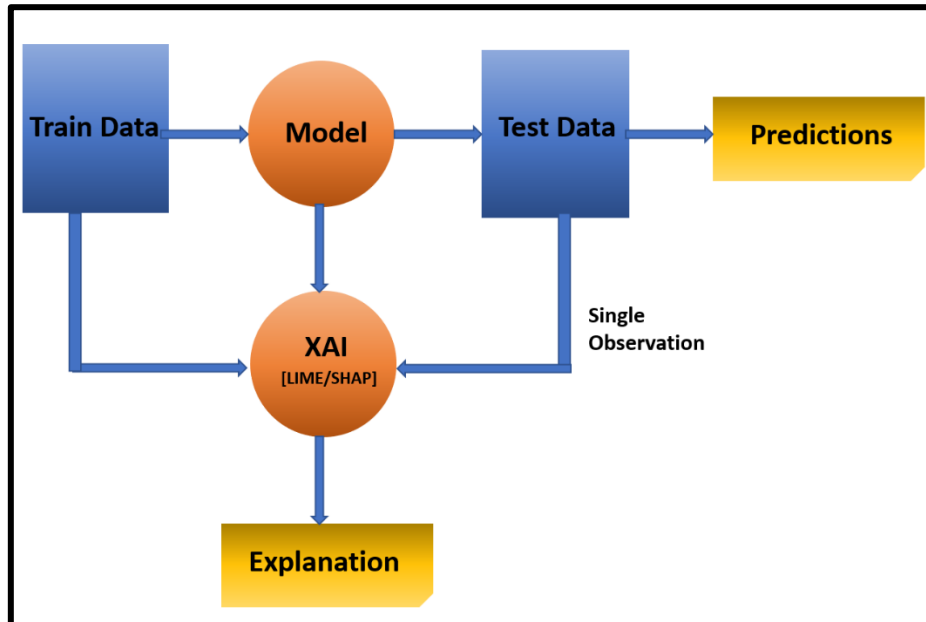 Train Data
Model
Test Data
Predictions
Single
Observation
XAI
[LIME/SHAP]
Explanation